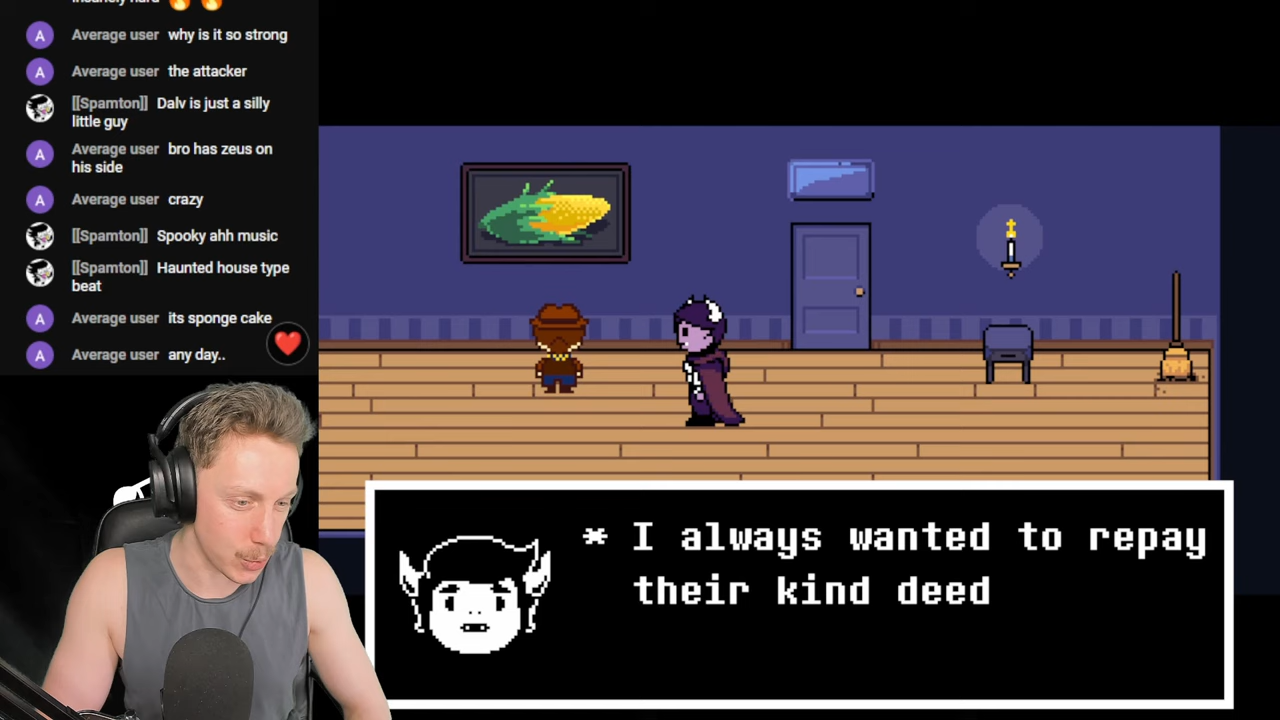 insanely hard 🔥 🔥
A Average user why is it so strong
A Average user the attacker
[[Spamton]] Dalv is just a silly
little guy
A Average user bro has zeus on
his side
A Average user crazy
[[Spamton]] Spooky ahh music
[[Spamton]] Haunted house type
beat
A Average user its sponge cake
A Average user any day..
* I always wanted to repay
their kind deed